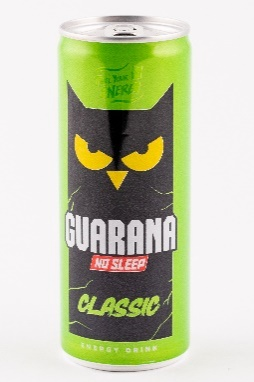 GUARANA
NO SLEEP
CLASSIC
ENERGY DRINK